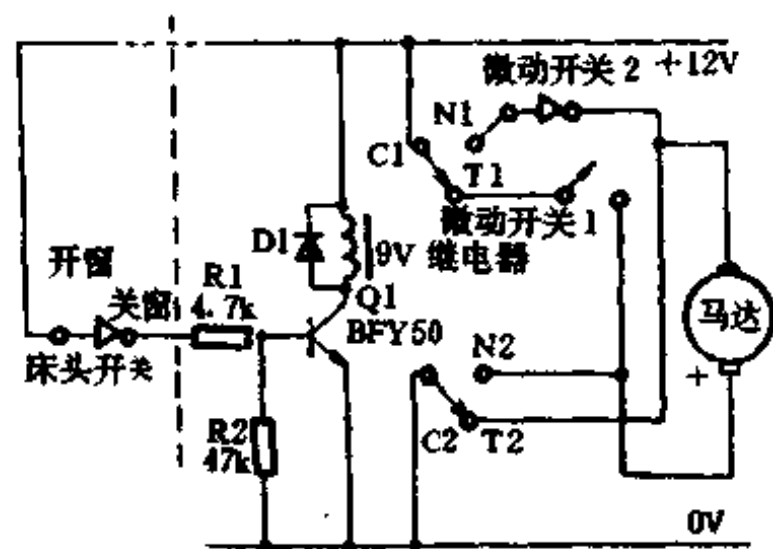 微动开关2 +12V
N1
C1
T1
微动开关1
D1
9V 继电器
开窗
关窗
R1
4.7k
Q1
BFY50
床头开关
N2
马达
+
R2
47k
C2
T2
0V